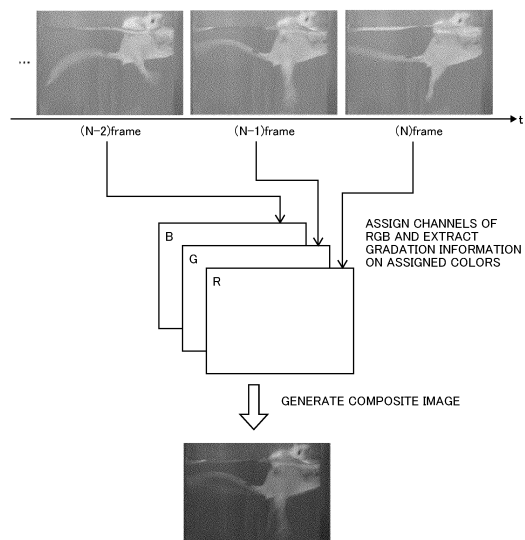 ...
t
(N-2)frame
(N-1)frame
(N)frame
ASSIGN CHANNELS OF
RGB AND EXTRACT
GRADATION INFORMATION
ON ASSIGNED COLORS
B
G
R
GENERATE COMPOSITE IMAGE